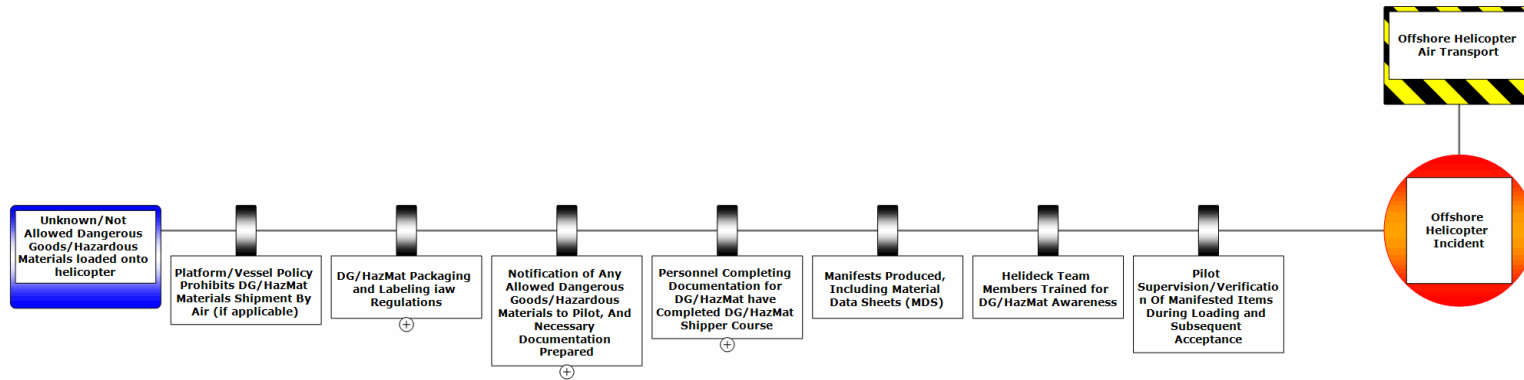 Offshore Helicopter
Air Transport
Unknown/Not
Allowed Dangerous
Goods/Hazardous
Materials loaded onto
helicopter
Platform/Vessel Policy
Prohibits DG/HazMat
Materials Shipment By
Air (if applicable)
DG/HazMat Packaging
and Labeling iaw
Regulations
Notification of Any
Allowed Dangerous
Goods/Hazardous
Materials to Pilot, And
Necessary
Documentation
Prepared
Personnel Completing
Documentation for
DG/HazMat have
Completed DG/HazMat
Shipper Course
Manifests Produced,
Including Material
Data Sheets (MDS)
Helideck Team
Members Trained for
DG/HazMat Awareness
Pilot
Supervision/Verificatio
n Of Manifested Items
During Loading and
Subsequent
Acceptance
Offshore
Helicopter
Incident